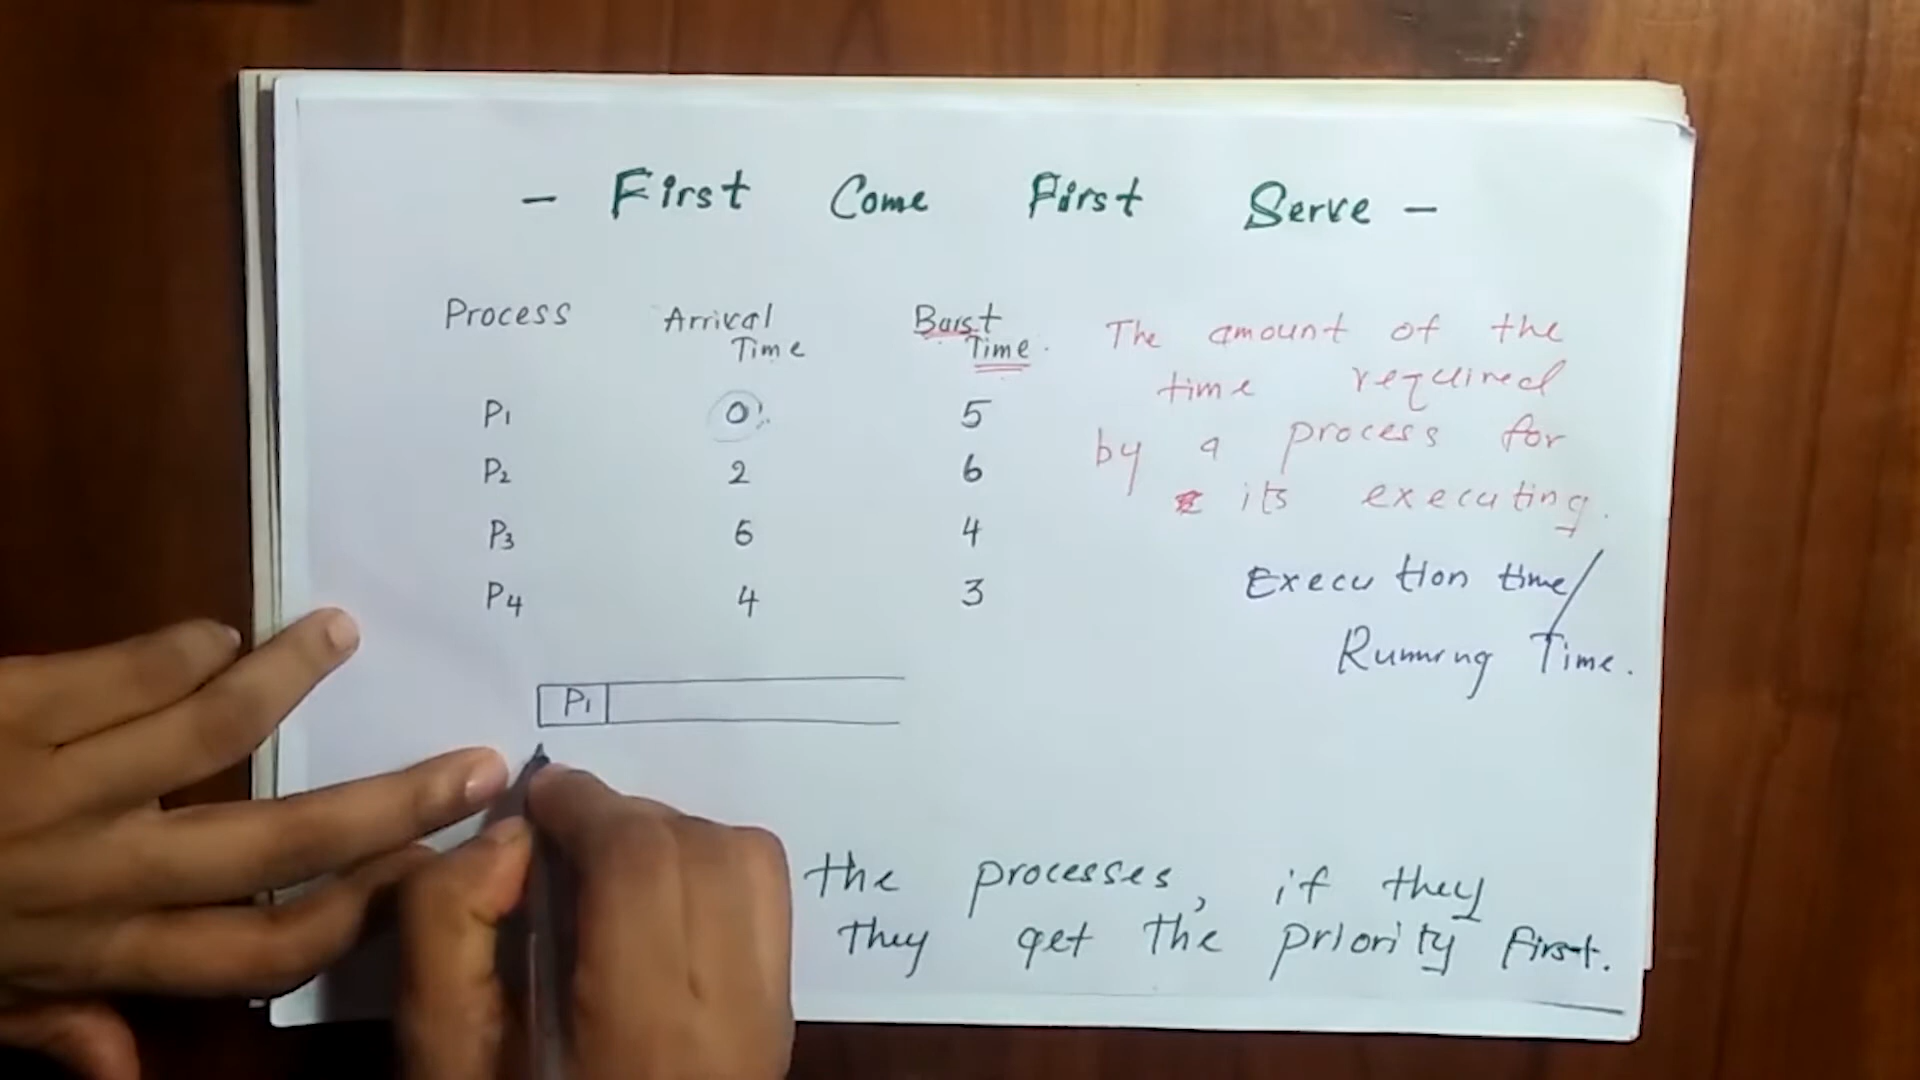 - First Come First Serve -
Process Arrival Time Burst Time.
P1 0 5
P2 2 6
P3 6 4
P4 4 3
The amount of the
time required
by a process for
its executing.
Execution time/
Running Time.
P1
the processes, if they
they get the priority first.